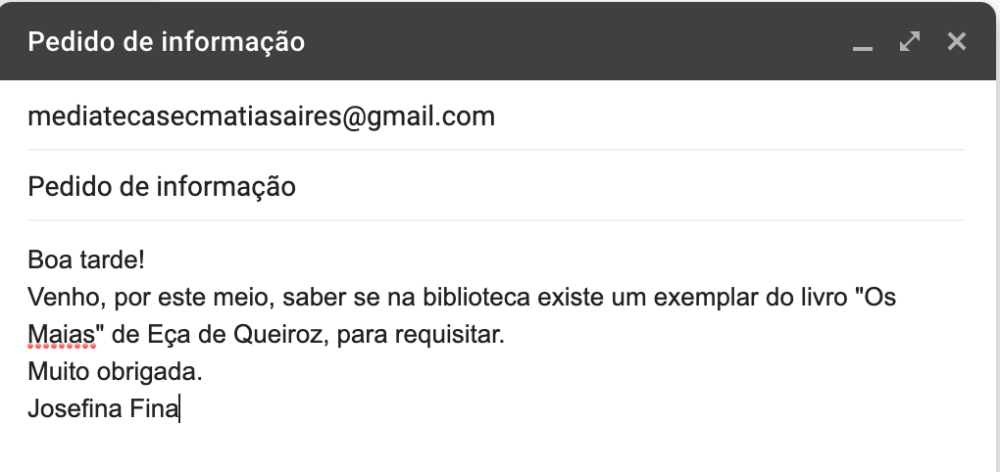 Pedido de informação
mediatecasecmatiasaires@gmail.com
Pedido de informação
Boa tarde!
Venho, por este meio, saber se na biblioteca existe um exemplar do livro "Os
Maias" de Eça de Queiroz, para requisitar.
Muito obrigada.
Josefina Fina